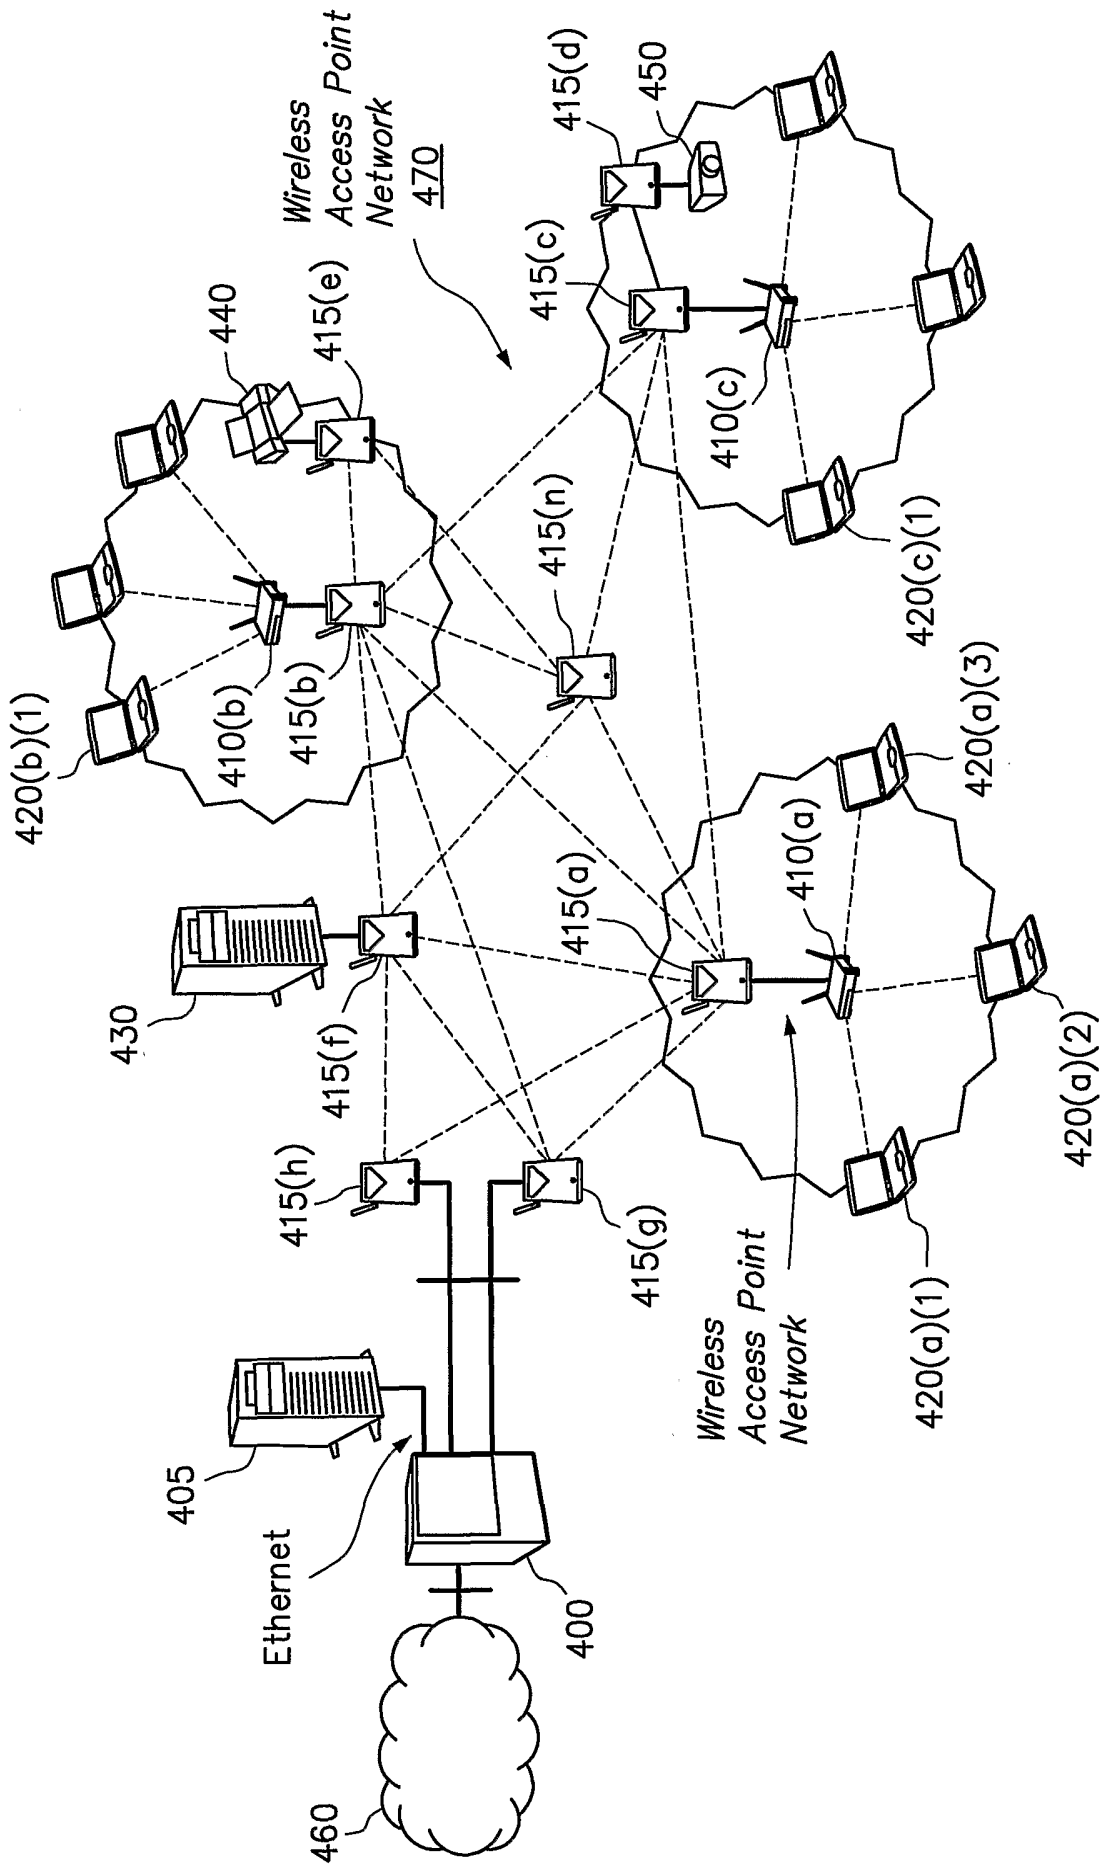 460
400
Ethernet
405
415(h)
415(g)
430
415(f)
Wireless
Access Point
Network
420(a)(1)
420(a)(2)
420(a)(3)
415(a)
410(a)
420(b)(1)
410(b)
415(b)
440
415(e)
415(n)
Wireless
Access Point
Network
470
415(c)
415(d)
450
410(c)
420(c)(1)